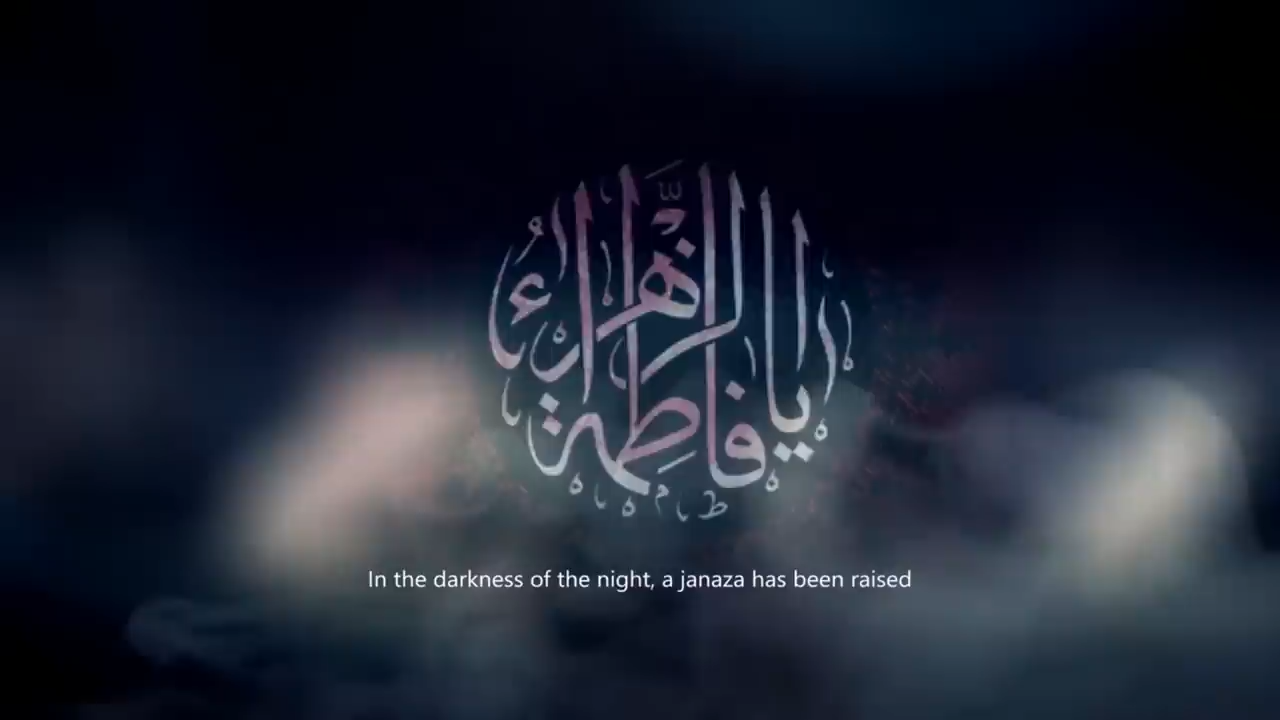 يا فاطمة الزهراء
In the darkness of the night, a janaza has been raised